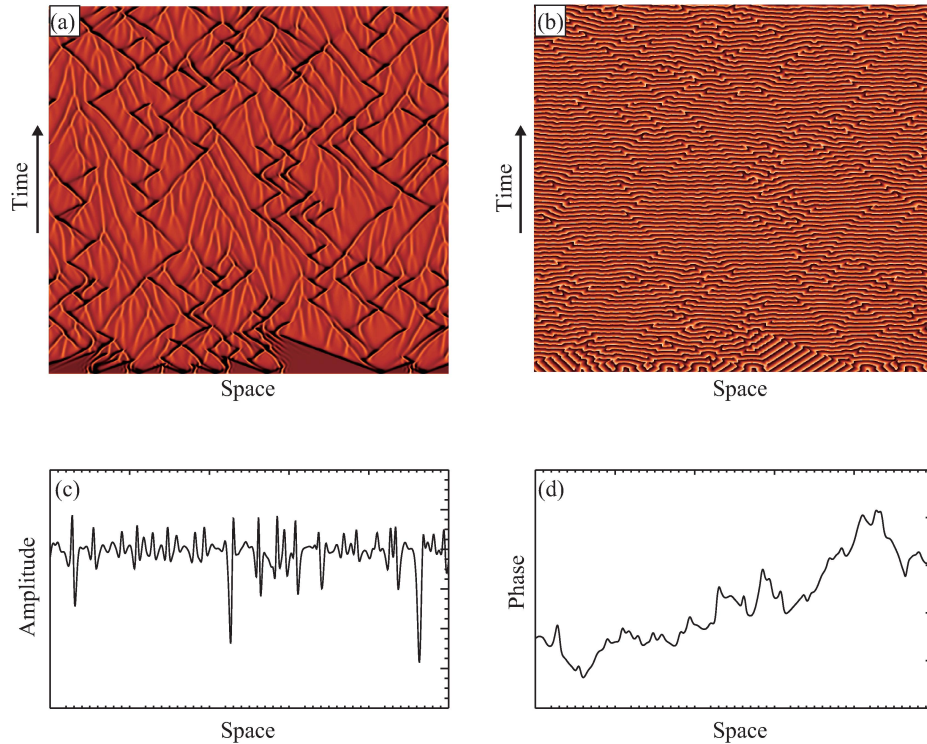 (a)
(b)
Time
Time
Space
Space
(c)
(d)
Amplitude
Phase
Space
Space